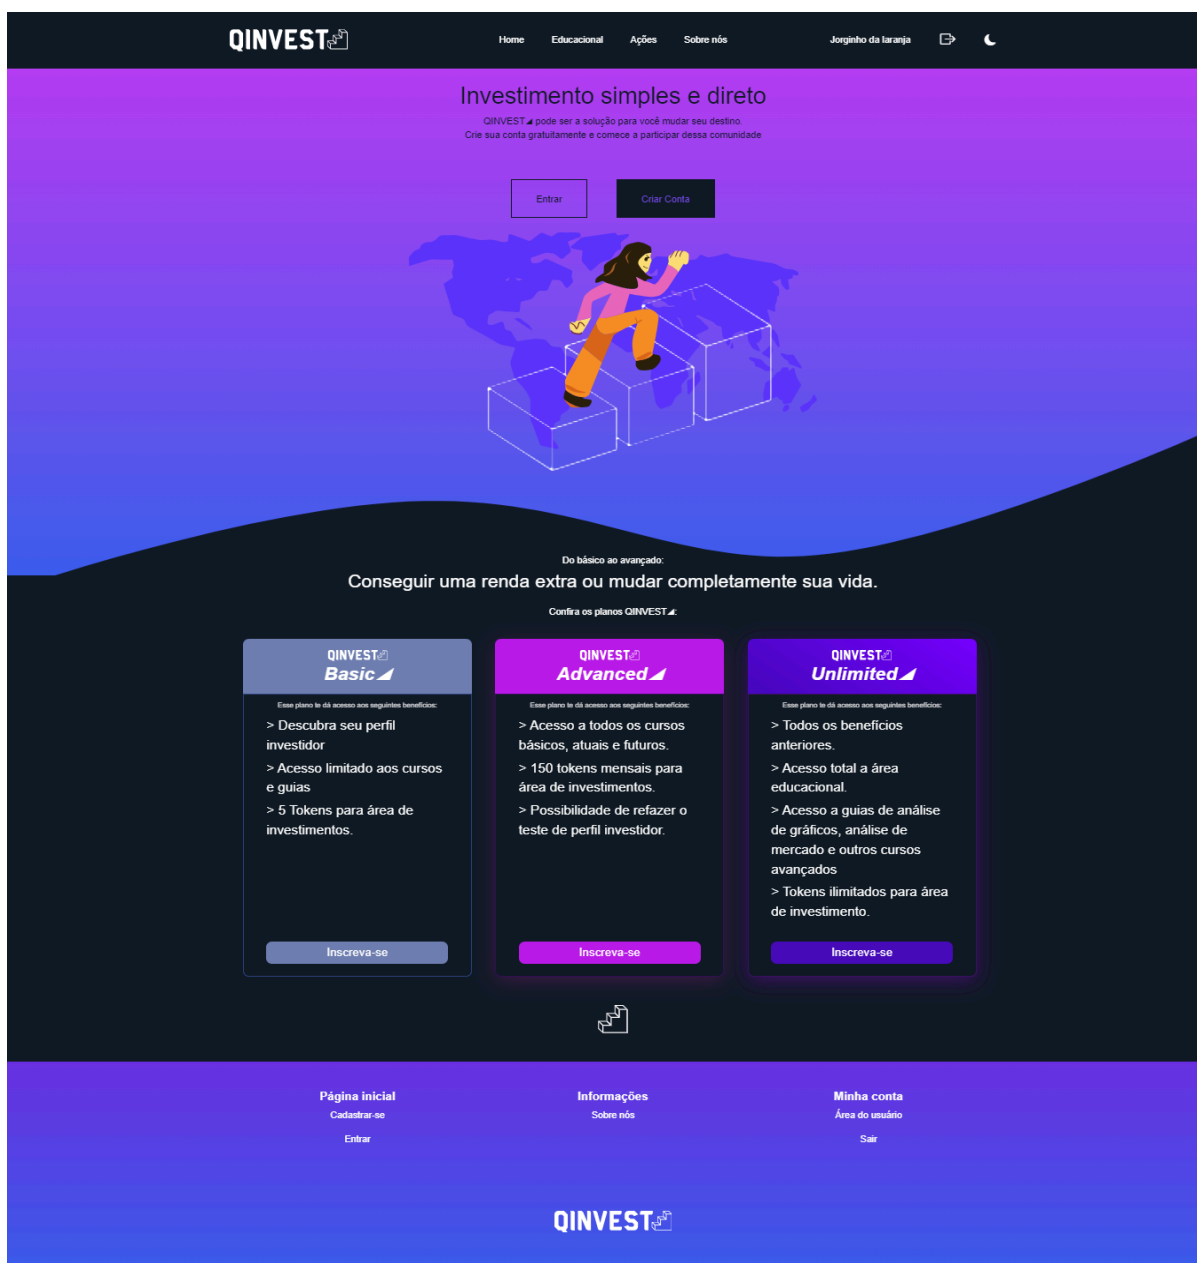 QINVEST
Home Educacional Ações Sobre nós Jorginho da laranja
Investimento simples e direto
QINVEST pode ser a solução para você mudar seu destino.
Crie sua conta gratuitamente e comece a participar dessa comunidade
Entrar Criar Conta
Do básico ao avançado:
Conseguir uma renda extra ou mudar completamente sua vida.
Confira os planos QINVEST:
QINVEST
Basic
Esse plano te dá acesso aos seguintes benefícios:
> Descubra seu perfil
investidor
> Acesso limitado aos cursos
e guias
> 5 Tokens para área de
investimentos.
Inscreva-se
QINVEST
Advanced
Esse plano te dá acesso aos seguintes benefícios:
> Acesso a todos os cursos
básicos, atuais e futuros.
> 150 tokens mensais para
área de investimentos.
> Possibilidade de refazer o
teste de perfil investidor.
Inscreva-se
QINVEST
Unlimited
Esse plano te dá acesso aos seguintes benefícios:
> Todos os benefícios
anteriores.
> Acesso total a área
educacional.
> Acesso a guias de análise
de gráficos, análise de
mercado e outros cursos
avançados
> Tokens ilimitados para área
de investimento.
Inscreva-se
Página inicial
Cadastrar-se
Entrar
Informações
Sobre nós
Minha conta
Área do usuário
Sair
QINVEST